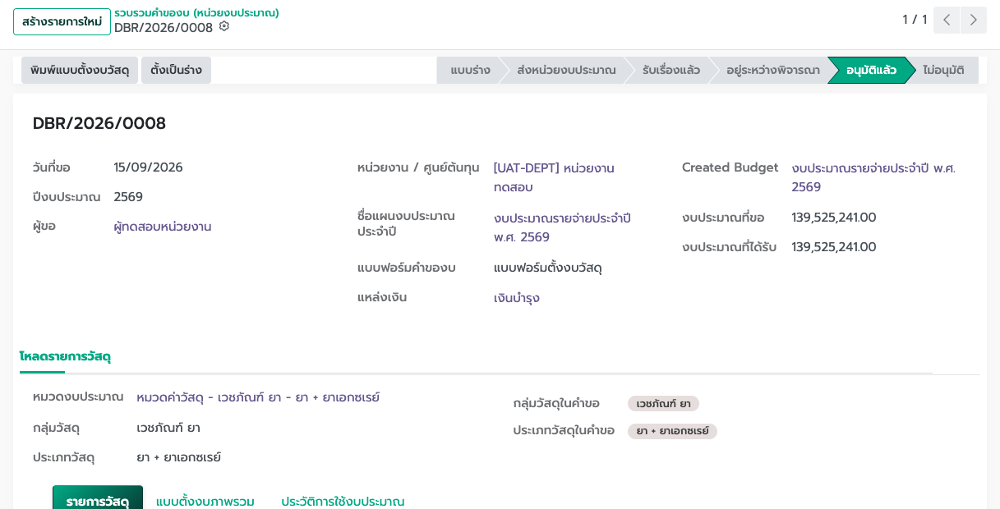 สร้างรายการใหม่
รวบรวมคำของบ (หน่วยงบประมาณ)
DBR/2026/0008
1 / 1
พิมพ์แบบตั้งงบวัสดุ
ตั้งเป็นร่าง
แบบร่าง
ส่งหน่วยงบประมาณ
รับเรื่องแล้ว
อยู่ระหว่างพิจารณา
อนุมัติแล้ว
ไม่อนุมัติ
DBR/2026/0008
วันที่ขอ 15/09/2026
ปีงบประมาณ 2569
ผู้ขอ ผู้ทดสอบหน่วยงาน
หน่วยงาน / ศูนย์ต้นทุน [UAT-DEPT] หน่วยงาน
ทดสอบ
ชื่อแผนงบประมาณ งบประมาณรายจ่ายประจำปี
ประจำปี พ.ศ. 2569
แบบฟอร์มคำของบ แบบฟอร์มตั้งงบวัสดุ
แหล่งเงิน เงินบำรุง
Created Budget งบประมาณรายจ่ายประจำปี พ.ศ.
2569
งบประมาณที่ขอ 139,525,241.00
งบประมาณที่ได้รับ 139,525,241.00
โหลดรายการวัสดุ
หมวดงบประมาณ หมวดค่าวัสดุ - เวชภัณฑ์ ยา - ยา + ยาเอกซเรย์
กลุ่มวัสดุ เวชภัณฑ์ ยา
ประเภทวัสดุ ยา + ยาเอกซเรย์
กลุ่มวัสดุในคำขอ เวชภัณฑ์ ยา
ประเภทวัสดุในคำขอ ยา + ยาเอกซเรย์
รายการวัสดุ
แบบตั้งงบภาพรวม
ประวัติการใช้งบประมาณ